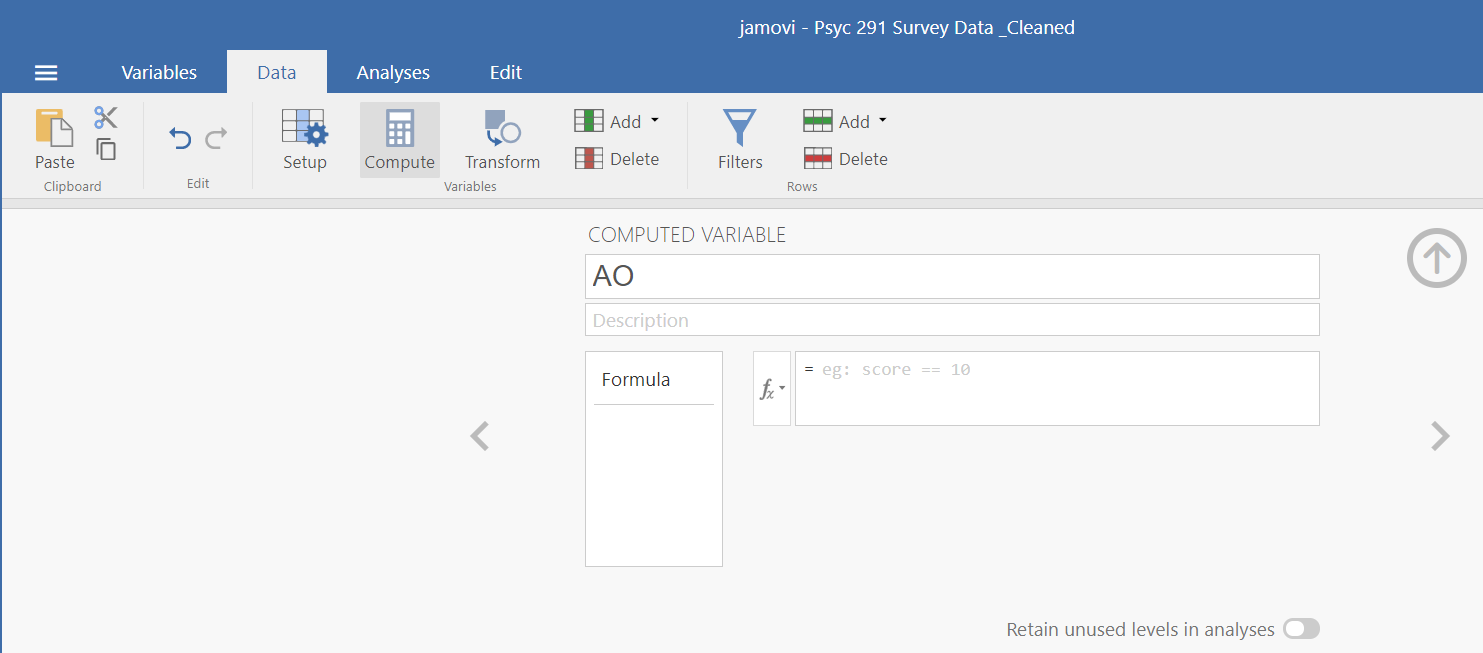 jamovi - Psyc 291 Survey Data _Cleaned
Variables Data Analyses Edit
Paste
Clipboard
Edit
Setup Compute Transform
Add
Delete
Variables
Filters
Add
Delete
Rows
COMPUTED VARIABLE
AO
Description
Formula
fx
= eg: score == 10
Retain unused levels in analyses